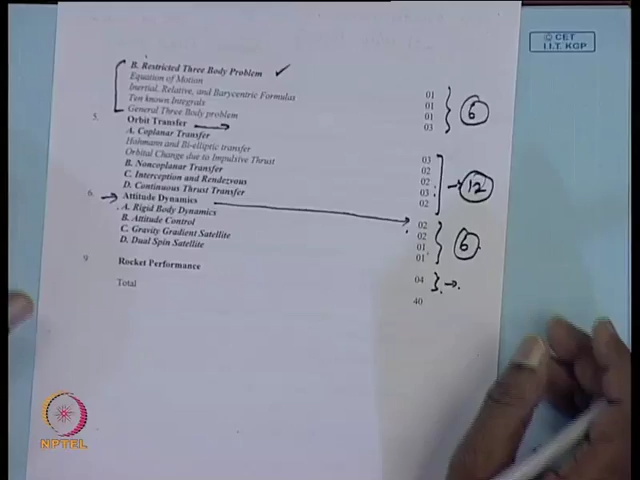 © CET
I.I.T. KGP
B. Restricted Three Body Problem
Equation of Motion
Inertial, Relative, and Barycentric Formulas 01
Ten known Integrals 01
General Three Body problem 01
03
6
5. Orbit Transfer
A. Coplanar Transfer
Hohmann and Bi-elliptic transfer
Orbital Change due to Impulsive Thrust 03
B. Noncoplanar Transfer 02
C. Interception and Rendezvous 02
D. Continuous Thrust Transfer 03
02
12
6. Attitude Dynamics
A. Rigid Body Dynamics 02
B. Attitude Control 02
C. Gravity Gradient Satellite 01
D. Dual Spin Satellite 01
6
9 Rocket Performance 04
Total 40
NPTEL